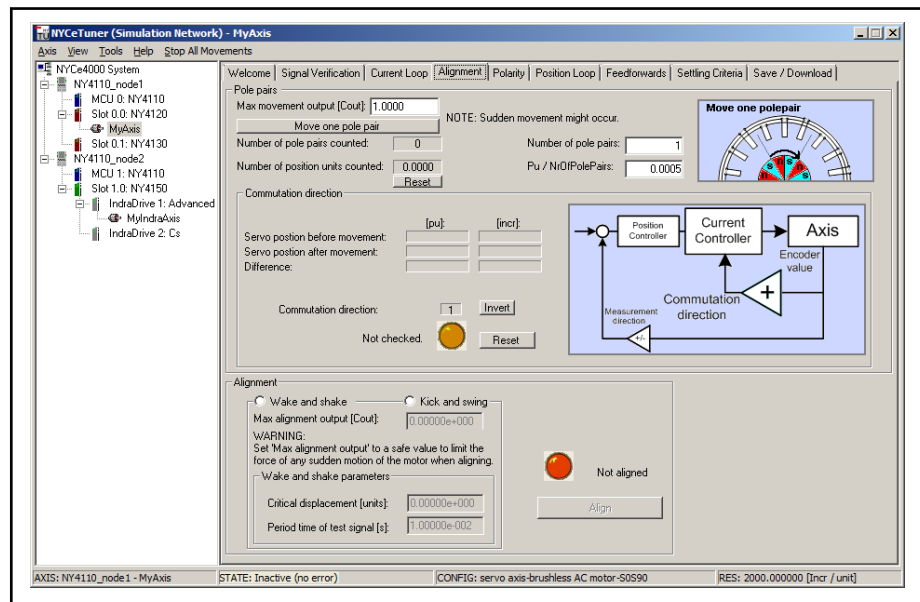 NYCeTuner (Simulation Network) - MyAxis
Axis View Tools Help Stop All Movements
NYCe4000 System
NY4110_node1
MCU 0: NY4110
Slot 0.0: NY4120
MyAxis
Slot 0.1: NY4130
NY4110_node2
MCU 1: NY4110
Slot 1.0: NY4150
IndraDrive 1: Advanced
MyIndraAxis
IndraDrive 2: Cs
Welcome Signal Verification Current Loop Alignment Polarity Position Loop Feedforwards Settling Criteria Save / Download
Pole pairs
Max movement output [Cout]: 1.0000
NOTE: Sudden movement might occur.
Move one pole pair
Number of pole pairs counted: 0
Number of pole pairs: 1
Number of position units counted: 0.0000
Pu / NrOfPolePairs: 0.0005
Reset
Move one polepair
s n s n s
Commutation direction
[pu]: [incr]:
Servo postion before movement:
Servo postion after movement:
Difference:
Commutation direction: 1 Invert
Not checked. Reset
Position Controller
Current Controller
Axis
Encoder value
+
Commutation direction
Measurement direction
+/-
Alignment
Wake and shake Kick and swing
Max alignment output [Cout]: 0.00000e+000
WARNING:
Set 'Max alignment output' to a safe value to limit the
force of any sudden motion of the motor when aligning.
Wake and shake parameters
Critical displacement [units]: 0.00000e+000
Period time of test signal [s]: 1.00000e-002
Not aligned
Align
AXIS: NY4110_node1 - MyAxis STATE: Inactive (no error) CONFIG: servo axis-brushless AC motor-S0S90 RES: 2000.000000 [Incr / unit]